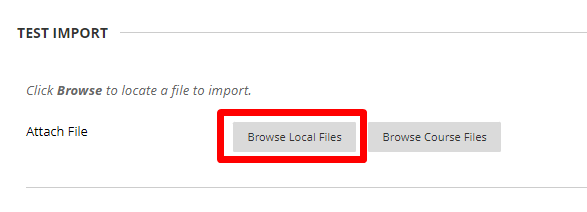 TEST IMPORT
Click Browse to locate a file to import.
Attach File Browse Local Files Browse Course Files